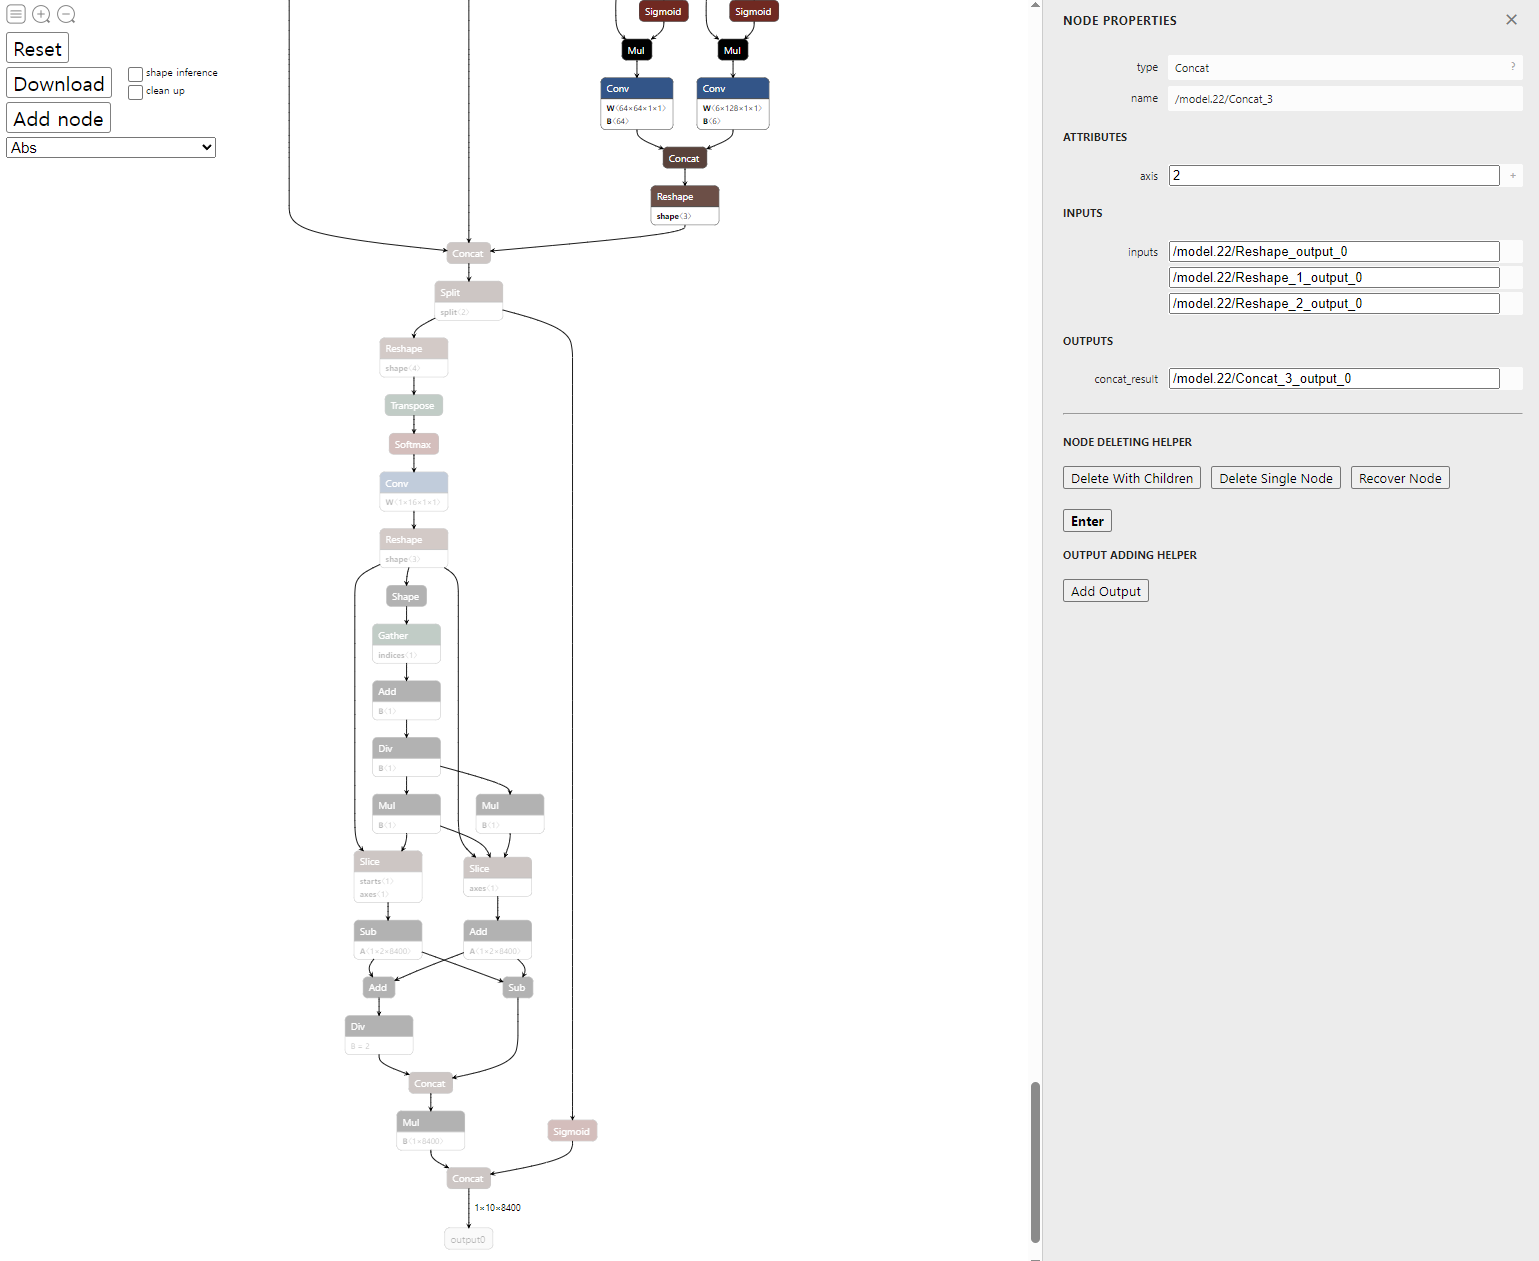 Reset
Download
shape inference
clean up
Add node
Abs
Sigmoid
Sigmoid
Mul
Mul
Conv
W⟨64×64×1×1⟩
B⟨64⟩
Conv
W⟨6×128×1×1⟩
B⟨6⟩
Concat
Reshape
shape⟨3⟩
Concat
Split
split⟨2⟩
Reshape
shape⟨4⟩
Transpose
Softmax
Conv
W⟨1×16×1×1⟩
Reshape
shape⟨3⟩
Shape
Gather
indices⟨1⟩
Add
B⟨1⟩
Div
B⟨1⟩
Mul
B⟨1⟩
Mul
B⟨1⟩
Slice
starts⟨1⟩
axes⟨1⟩
Slice
axes⟨1⟩
Sub
A⟨1×2×8400⟩
Add
A⟨1×2×8400⟩
Add
Sub
Div
B = 2
Concat
Mul
B⟨1×8400⟩
Sigmoid
Concat
1×10×8400
output0
NODE PROPERTIES
type
Concat
?
name
/model.22/Concat_3
ATTRIBUTES
axis
2
+
INPUTS
inputs
/model.22/Reshape_output_0
/model.22/Reshape_1_output_0
/model.22/Reshape_2_output_0
OUTPUTS
concat_result
/model.22/Concat_3_output_0
NODE DELETING HELPER
Delete With Children
Delete Single Node
Recover Node
Enter
OUTPUT ADDING HELPER
Add Output